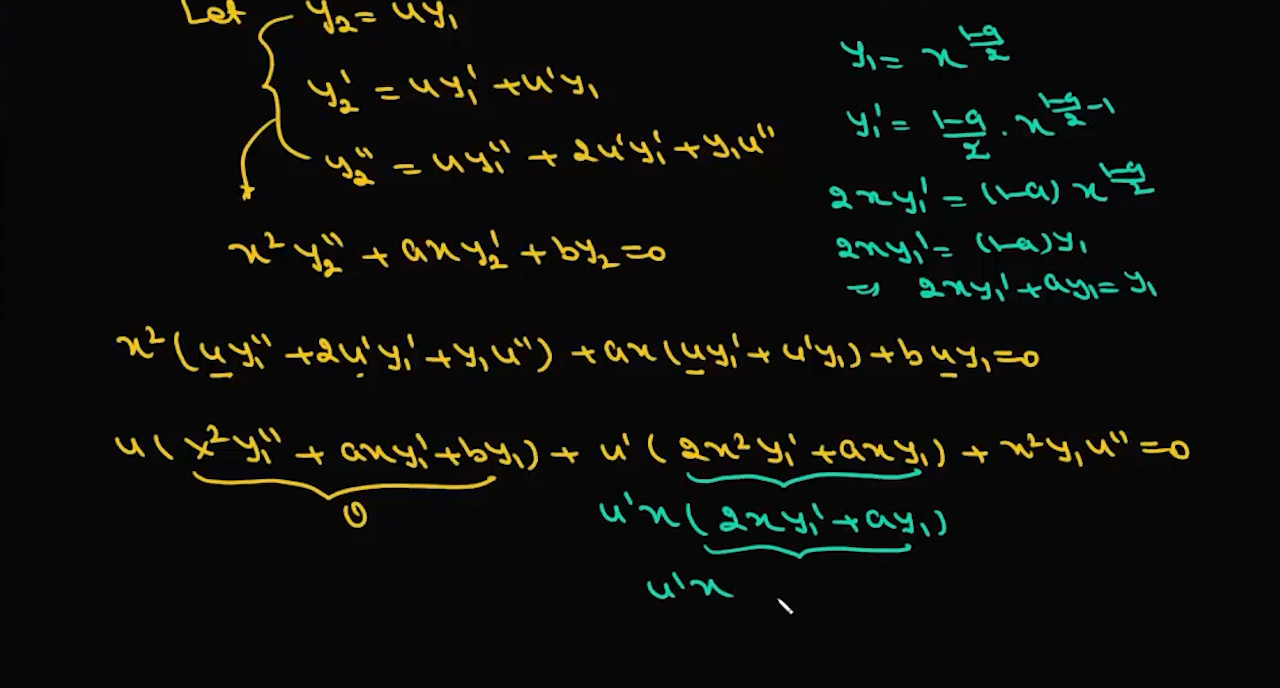 Let y₂ = uy₁
y₂' = uy₁' + u'y₁
y₂'' = uy₁'' + 2u'y₁' + y₁u''
x² y₂'' + axy₂' + by₂ = 0
y₁ = x^((1-a)/2)
y₁' = (1-a)/2 · x^((1-a)/2 - 1)
2xy₁' = (1-a) x^((1-a)/2)
2xy₁' = (1-a)y₁
⇒ 2xy₁' + ay₁ = y₁
x²(uy₁'' + 2u'y₁' + y₁u'') + ax(uy₁' + u'y₁) + buy₁ = 0
u(x²y₁'' + axy₁' + by₁) + u'(2x²y₁' + axy₁) + x²y₁u'' = 0
0
u'x(2xy₁' + ay₁)
u'x